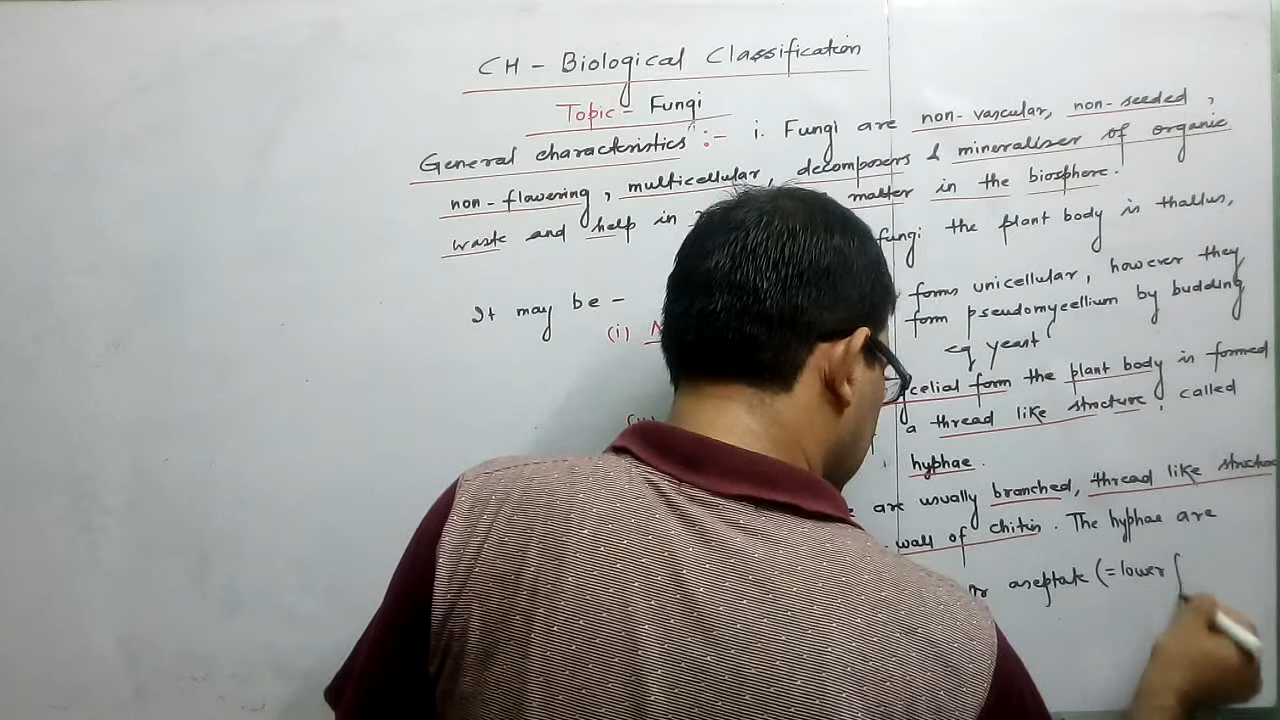 CH - Biological Classification
Topic - Fungi
General characteristics :- i. Fungi are non-vascular, non-seeded,
non-flowering, multicellular, decomposers & mineraliser of organic
waste and help in matter in the biosphere.
fungi the plant body is thallus,
It may be -
(i) forms unicellular, however they
form pseudomycellium by budding
eg yeast
celial form the plant body is formed
a thread like structure, called
hyphae.
are usually branched, thread like structure
wall of chitin. The hyphae are
or aseptate (=lower